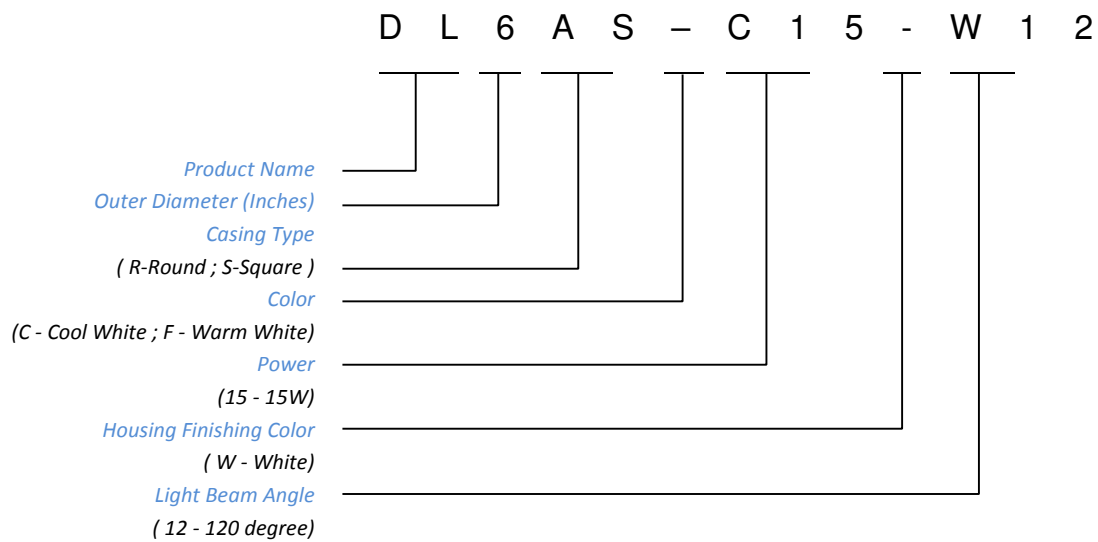 D L 6 A S – C 1 5 - W 1 2
Product Name
Outer Diameter (Inches)
Casing Type
( R-Round ; S-Square )
Color
(C - Cool White ; F - Warm White)
Power
(15 - 15W)
Housing Finishing Color
( W - White)
Light Beam Angle
( 12 - 120 degree)